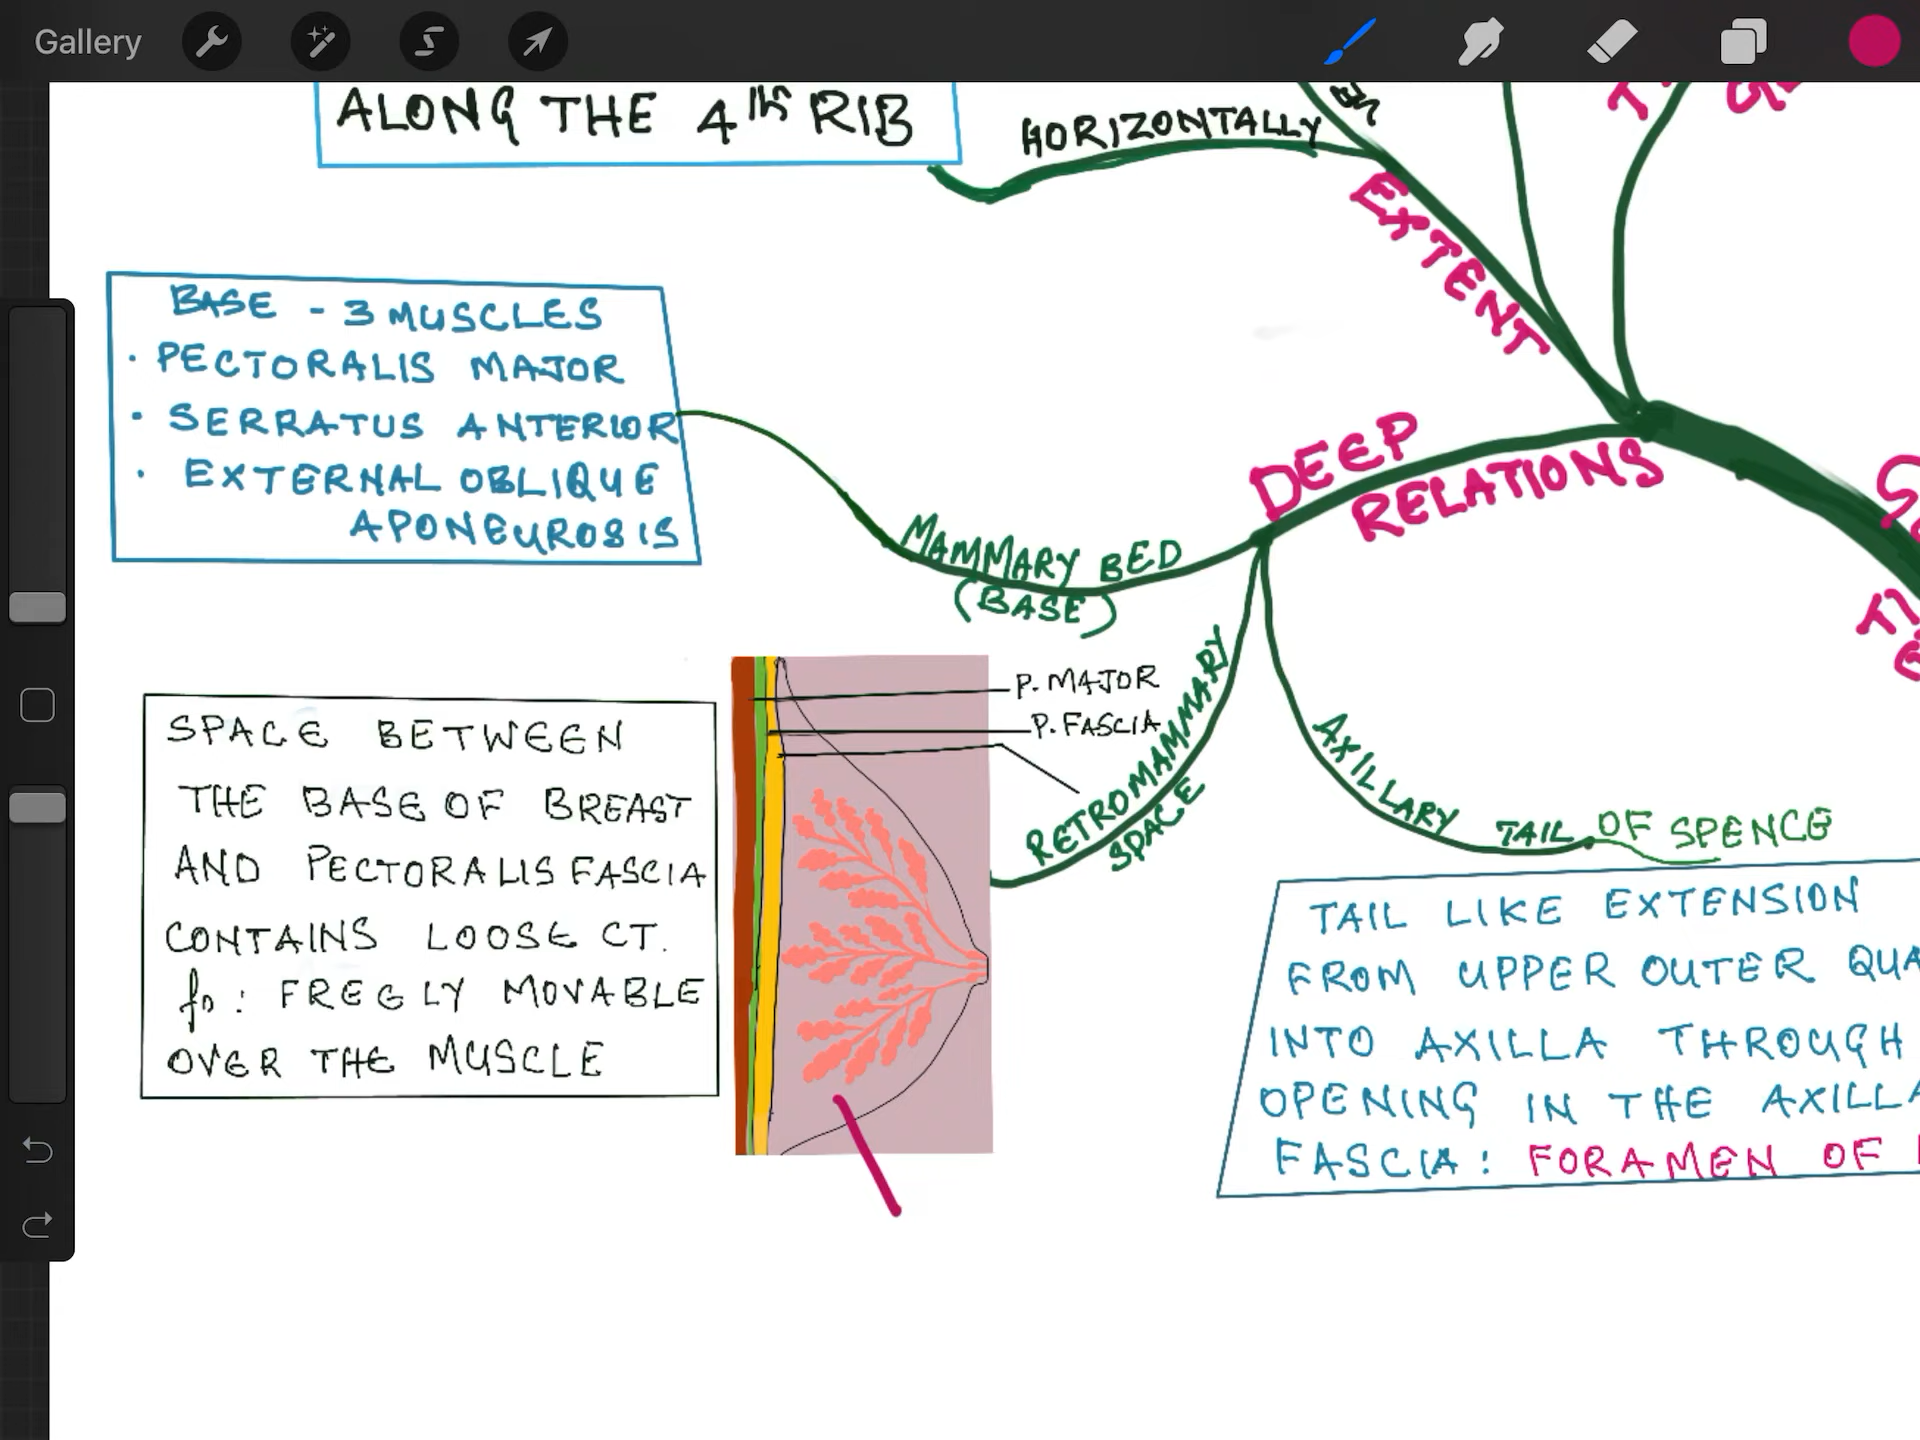 Gallery
ALONG THE 4th RIB
HORIZONTALLY
EXTENT
BASE - 3 MUSCLES
· PECTORALIS MAJOR
· SERRATUS ANTERIOR
· EXTERNAL OBLIQUE
APONEUROSIS
DEEP
RELATIONS
MAMMARY BED
(BASE)
P. MAJOR
P. FASCIA
RETROMAMMARY
SPACE
AXILLARY TAIL OF SPENCE
SPACE BETWEEN
THE BASE OF BREAST
AND PECTORALIS FASCIA
CONTAINS LOOSE CT.
fn: FREELY MOVABLE
OVER THE MUSCLE
TAIL LIKE EXTENSION
FROM UPPER OUTER QUA
INTO AXILLA THROUGH
OPENING IN THE AXILLA
FASCIA: FORAMEN OF